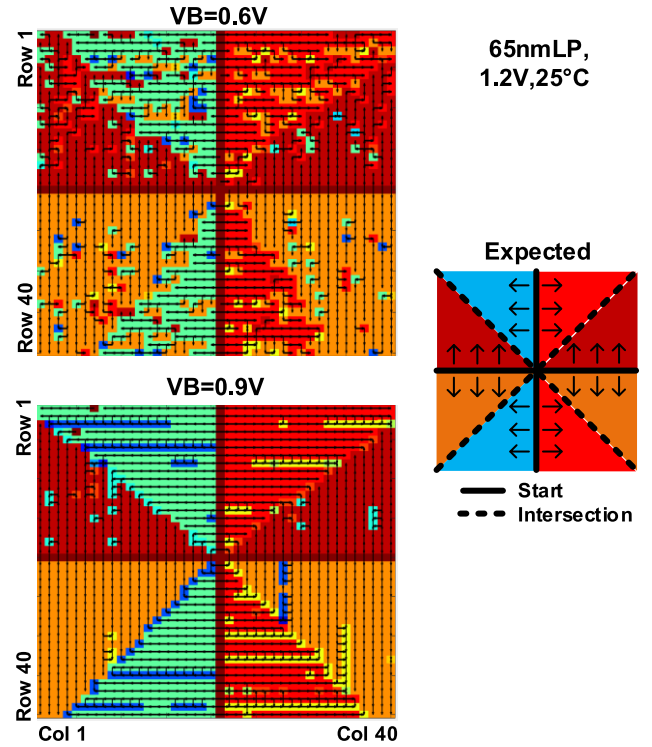 VB=0.6V
Row 1
Row 40
65nmLP,
1.2V,25°C
Expected
Start
Intersection
VB=0.9V
Row 1
Row 40
Col 1
Col 40